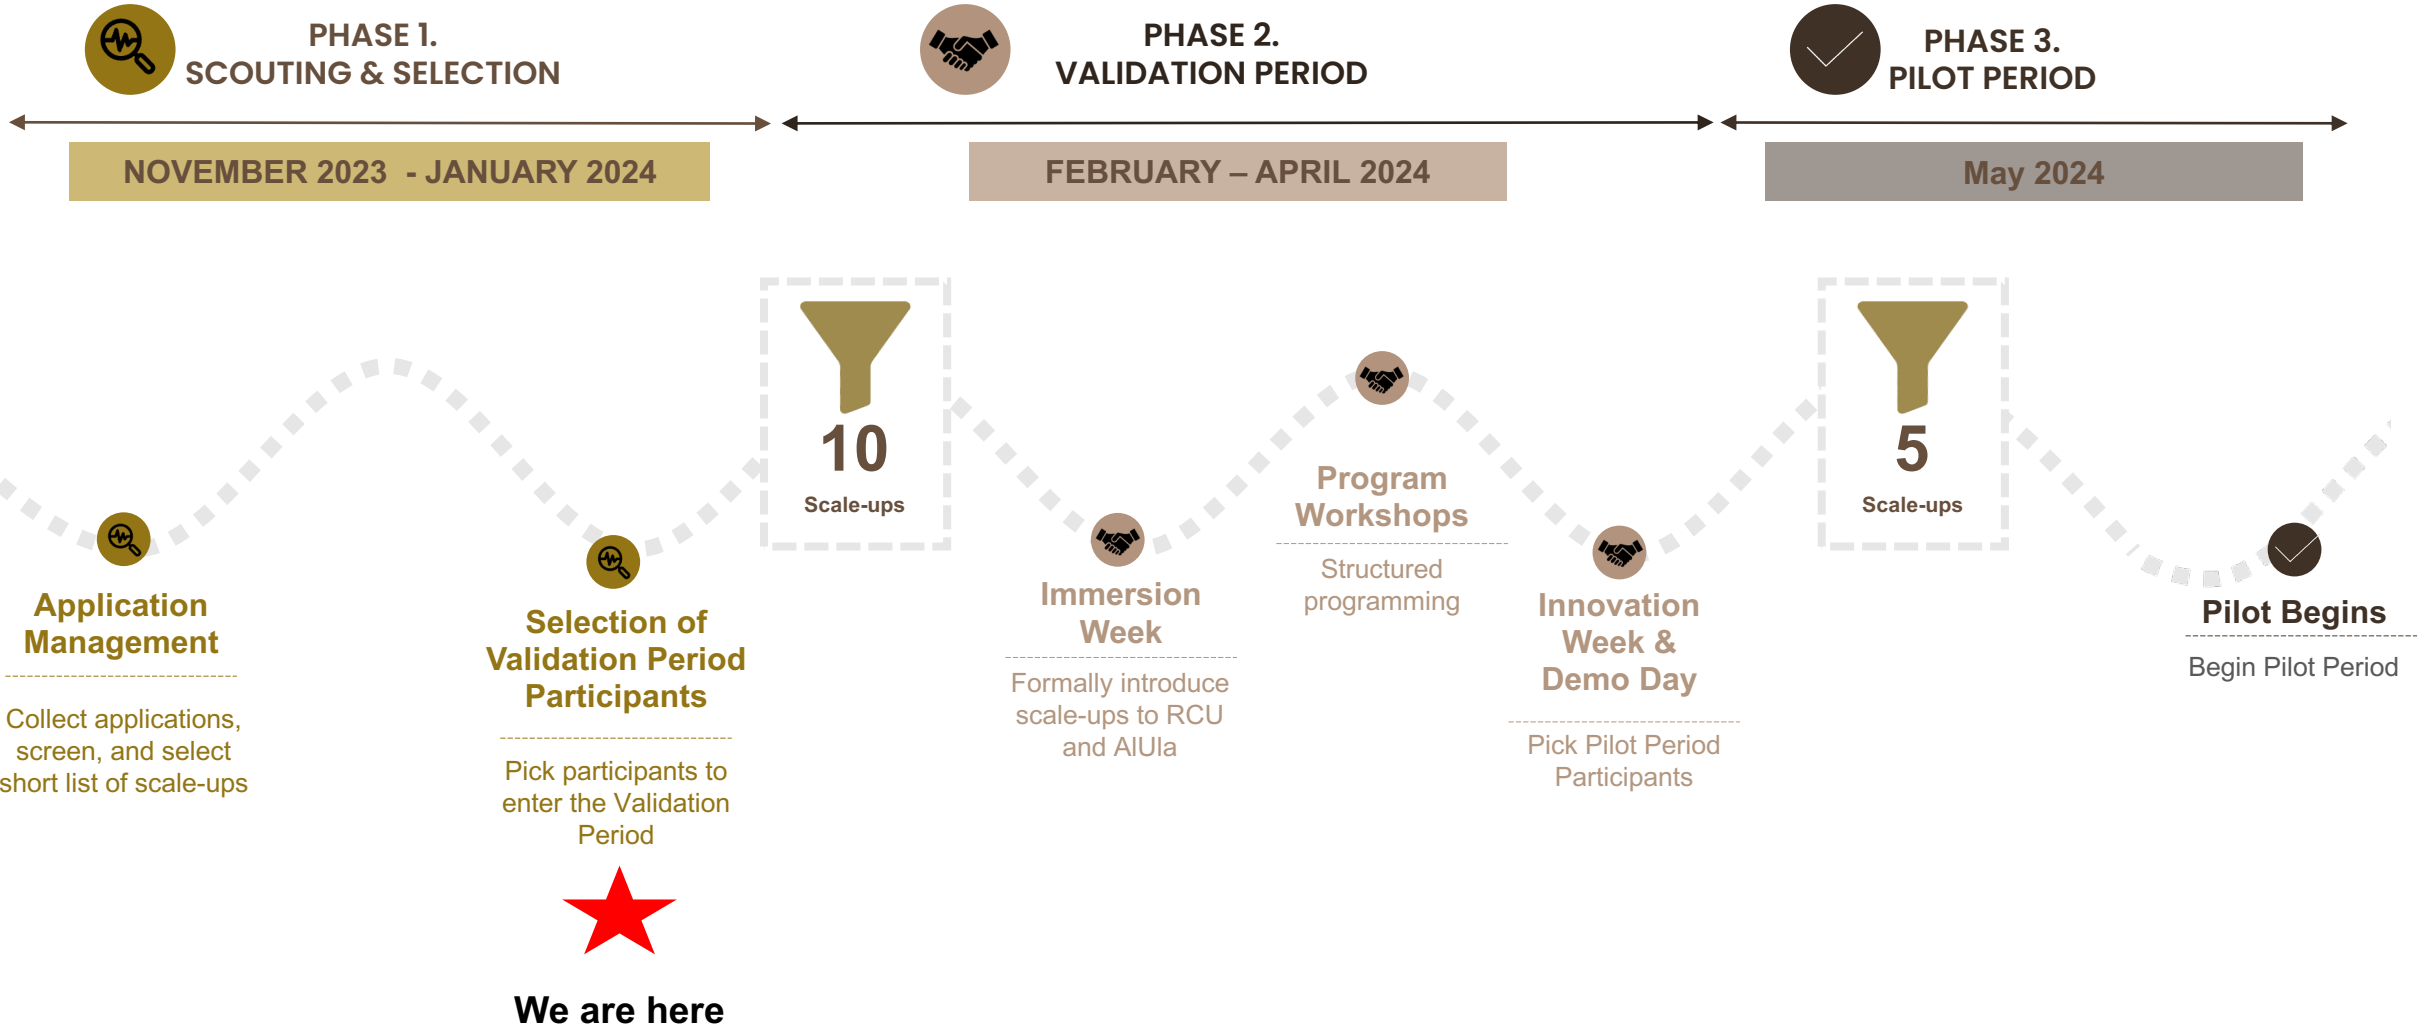 PHASE 1.
SCOUTING & SELECTION
PHASE 2.
VALIDATION PERIOD
PHASE 3.
PILOT PERIOD
NOVEMBER 2023 - JANUARY 2024
FEBRUARY – APRIL 2024
May 2024
Application
Management
Collect applications,
screen, and select
short list of scale-ups
Selection of
Validation Period
Participants
Pick participants to
enter the Validation
Period
We are here
10
Scale-ups
Immersion
Week
Formally introduce
scale-ups to RCU
and AlUla
Program
Workshops
Structured
programming
Innovation
Week &
Demo Day
Pick Pilot Period
Participants
5
Scale-ups
Pilot Begins
Begin Pilot Period